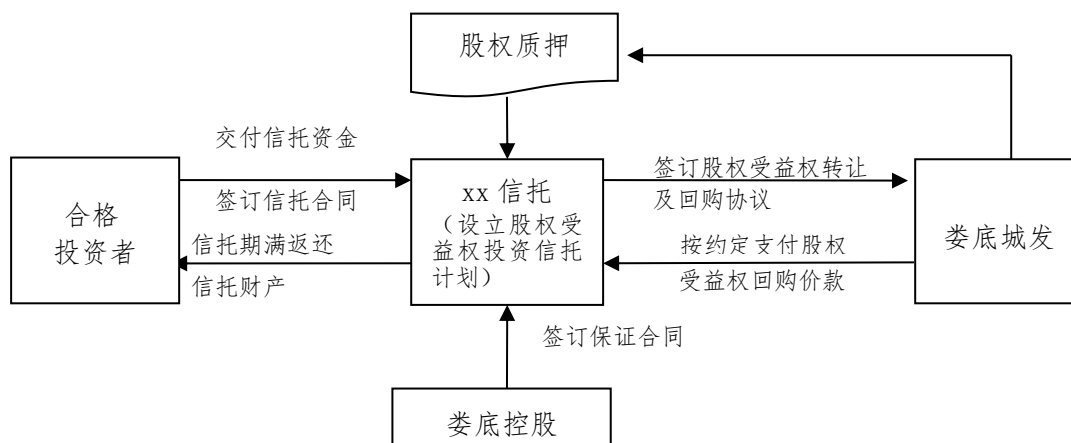 股权质押
交付信托资金
签订信托合同
合格
投资者
信托期满返还
信托财产
xx 信托
（设立股权受
益权投资信托
计划）
签订股权受益权转让
及回购协议
按约定支付股权
受益权回购价款
娄底城发
签订保证合同
娄底控股